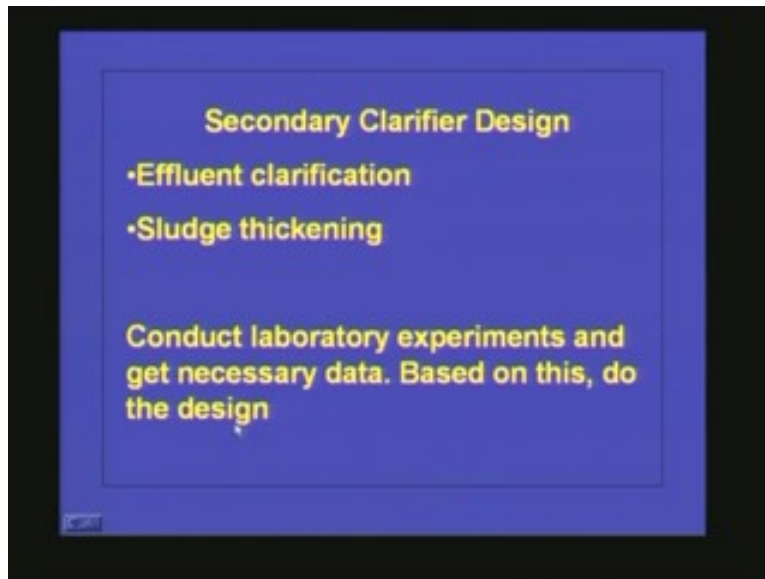 Secondary Clarifier Design
•Effluent clarification
•Sludge thickening
Conduct laboratory experiments and
get necessary data. Based on this, do
the design